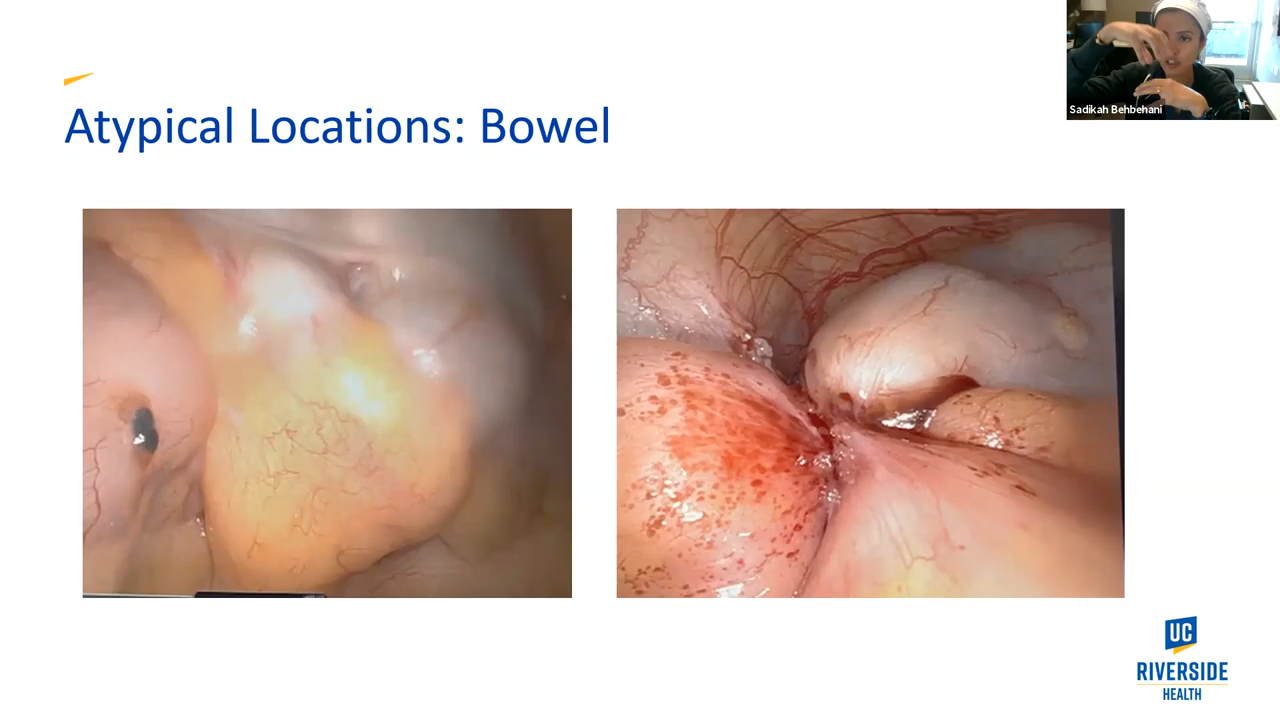 Sadikah Behbehani
Atypical Locations: Bowel
UC
RIVERSIDE
HEALTH